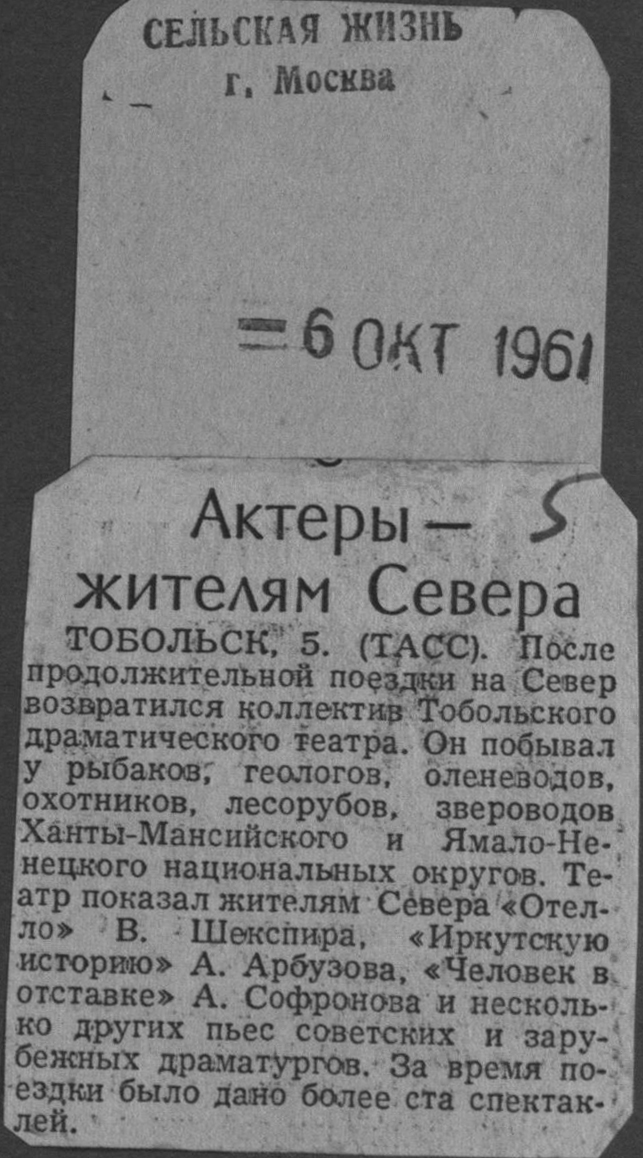 СЕЛЬСКАЯ ЖИЗНЬ
г. Москва
= 6 ОКТ 1961
Актеры — 5
жителям Севера
ТОБОЛЬСК, 5. (ТАСС). После
продолжительной поездки на Север
возвратился коллектив Тобольского
драматического театра. Он побывал
у рыбаков, геологов, оленеводов,
охотников, лесорубов, звероводов
Ханты-Мансийского и Ямало-Не-
нецкого национальных округов. Те-
атр показал жителям Севера «Отел-
ло» В. Шекспира, «Иркутскую
историю» А. Арбузова, «Человек в
отставке» А. Софронова и несколь-
ко других пьес советских и зару-
бежных драматургов. За время по-
ездки было дано более ста спектак-
лей.